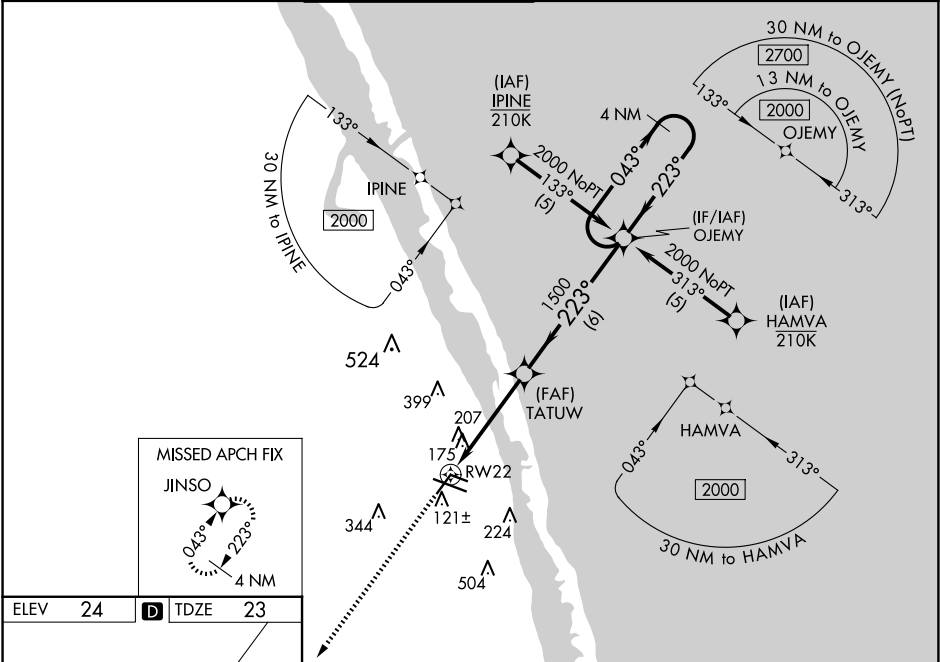 30 NM to OJEMY (NoPT)
2700
13 NM to OJEMY
2000
133°
OJEMY
313°
(IAF)
IPINE
210K
4 NM
2000 NoPT
133°
(5)
043°
223°
(IF/IAF)
OJEMY
2000 NoPT
313°
(5)
(IAF)
HAMVA
210K
133°
IPINE
2000
30 NM to IPINE
043°
1500
223°
(6)
(FAF)
TATUW
524
399
207
175
RW22
121±
344
224
504
HAMVA
043°
313°
2000
30 NM to HAMVA
MISSED APCH FIX
JINSO
043°
223°
4 NM
ELEV 24 D TDZE 23